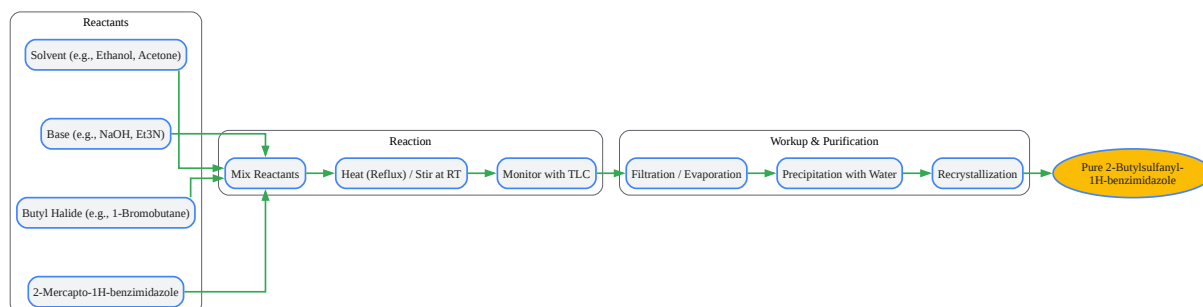 Reactants
Solvent (e.g., Ethanol, Acetone)
Base (e.g., NaOH, Et3N)
Butyl Halide (e.g., 1-Bromobutane)
2-Mercapto-1H-benzimidazole
Reaction
Mix Reactants
Heat (Reflux) / Stir at RT
Monitor with TLC
Workup & Purification
Filtration / Evaporation
Precipitation with Water
Recrystallization
Pure 2-Butylsulfanyl-
1H-benzimidazole